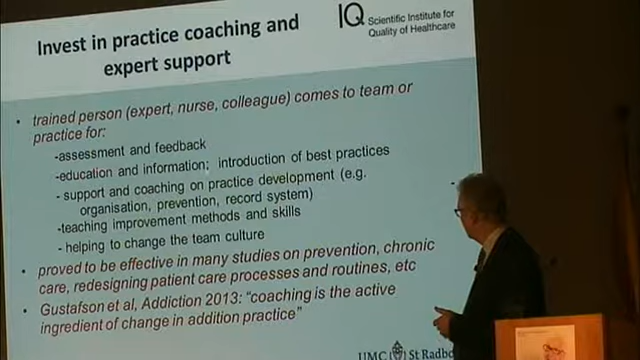 Invest in practice coaching and
expert support
IQ Scientific Institute for
Quality of Healthcare
• trained person (expert, nurse, colleague) comes to team or
practice for:
-assessment and feedback
-education and information; introduction of best practices
- support and coaching on practice development (e.g.
organisation, prevention, record system)
-teaching improvement methods and skills
- helping to change the team culture
• proved to be effective in many studies on prevention, chronic
care, redesigning patient care processes and routines, etc
• Gustafson et al, Addiction 2013: “coaching is the active
ingredient of change in addition practice”
UMC St Radbo